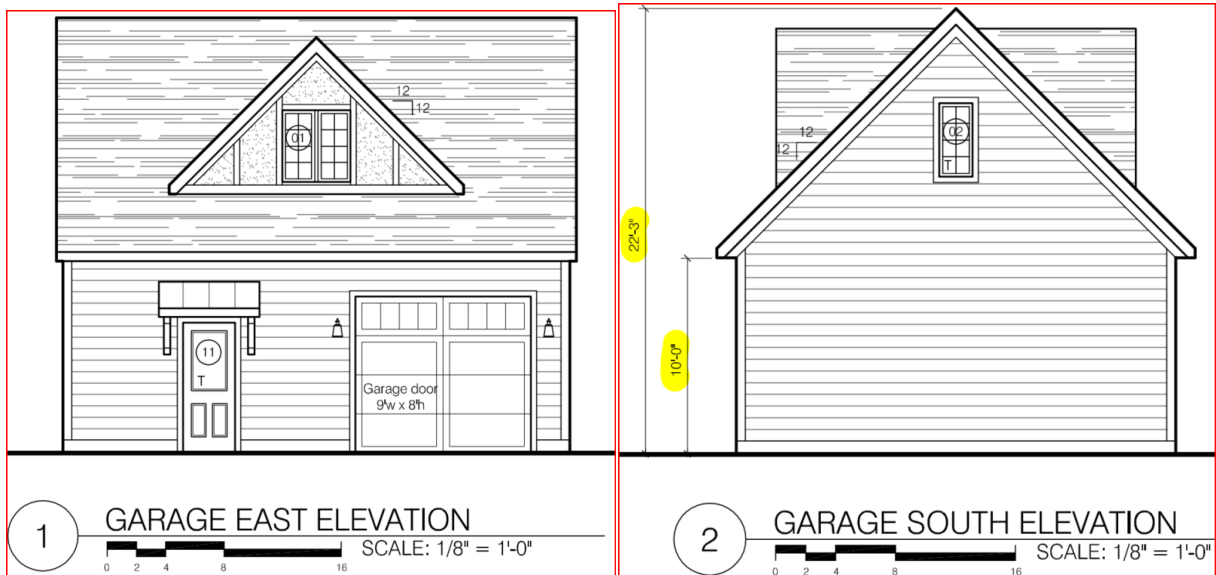 12
12
01
11
T
Garage door
9'w x 8'h
1
GARAGE EAST ELEVATION
SCALE: 1/8" = 1'-0"
0 2 4 8 16
12
12
02
T
22'-3"
10'-0"
2
GARAGE SOUTH ELEVATION
SCALE: 1/8" = 1'-0"
0 2 4 8 16